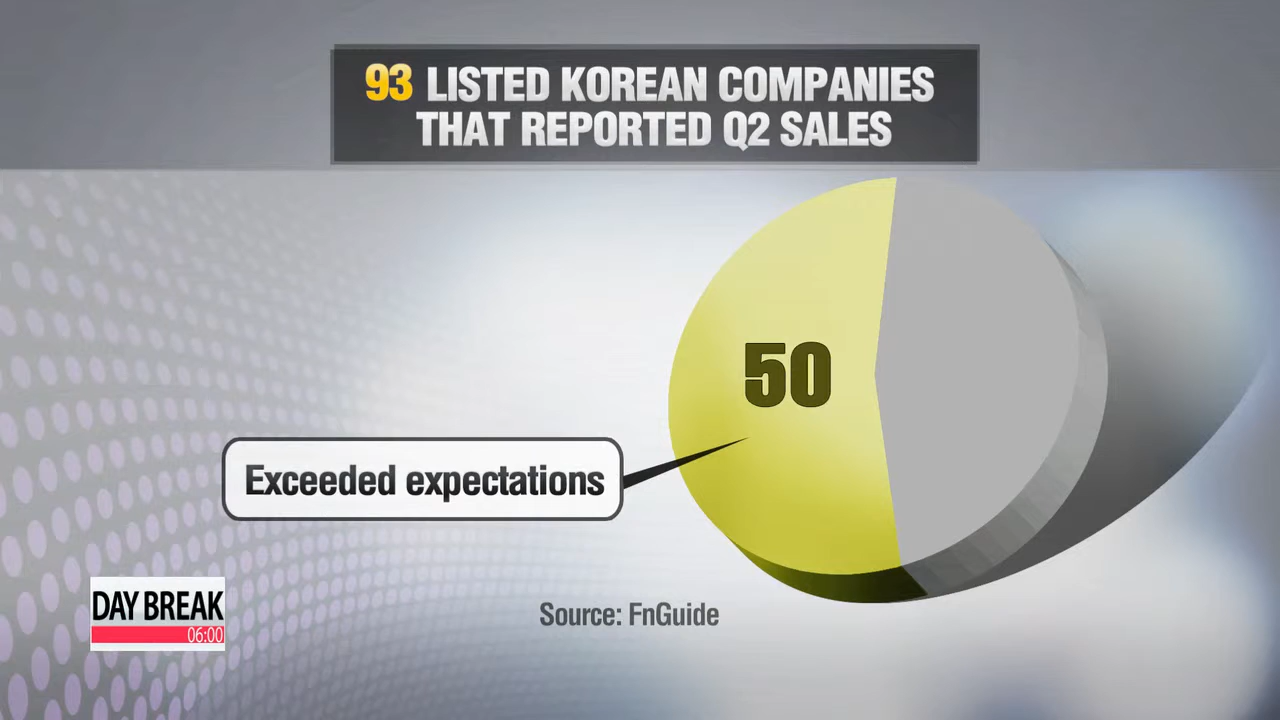 93 LISTED KOREAN COMPANIES
THAT REPORTED Q2 SALES
50
Exceeded expectations
DAY BREAK
06:00
Source: FnGuide